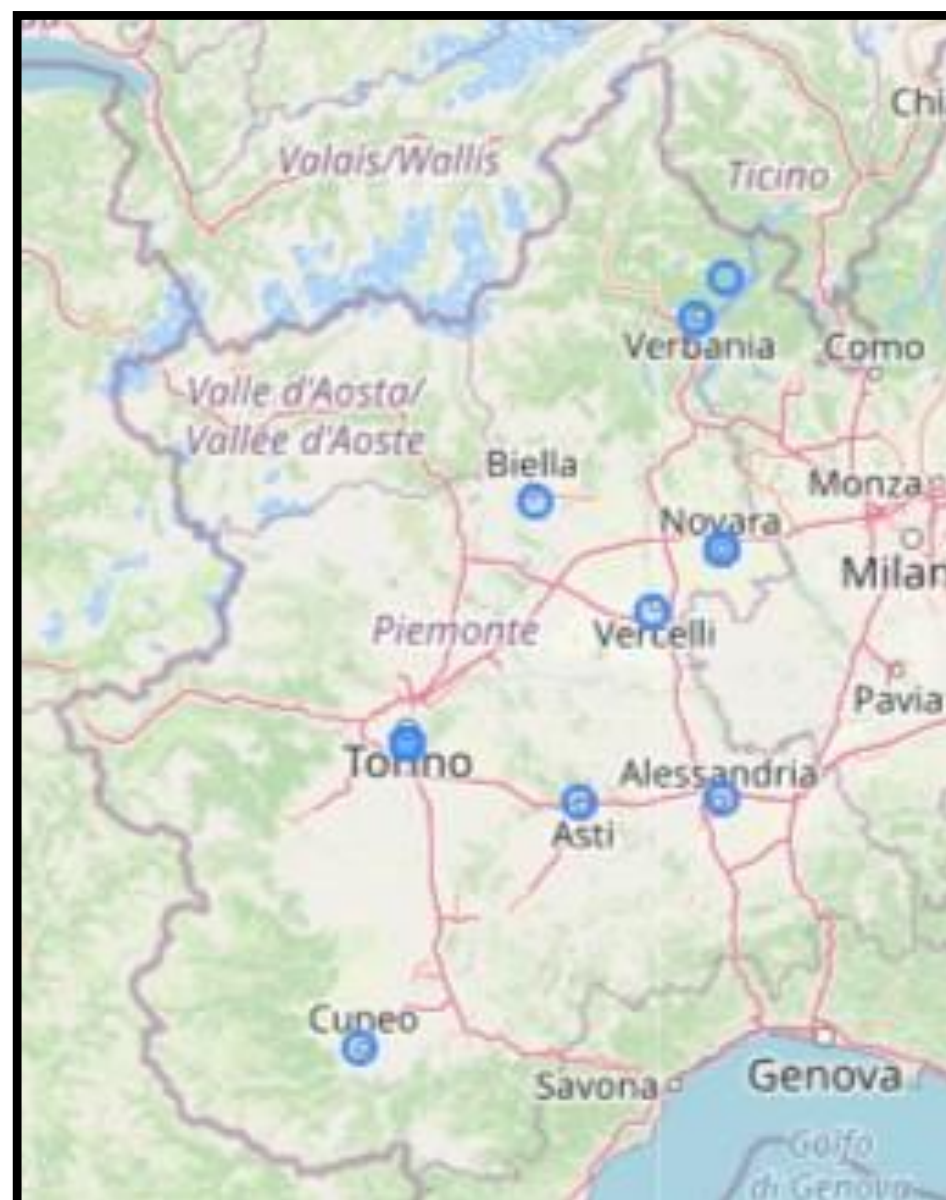 Chi
Valais/Wallis
Ticino
Verbania
Como
Valle d'Aosta/
Vallée d'Aoste
Biella
Monza
Novara
Milan
Piemonte
Vercelli
Pavia
Torino
Alessandria
Asti
Cuneo
Savona
Genova
Golfo
di Genova